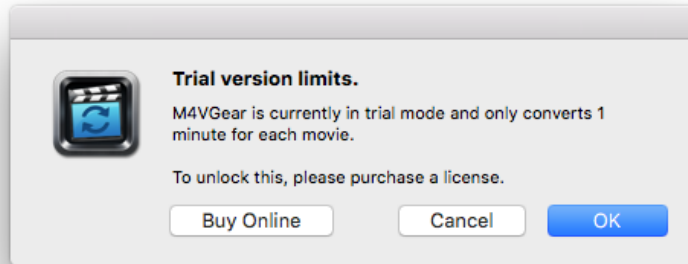 Trial version limits.
M4VGear is currently in trial mode and only converts 1
minute for each movie.
To unlock this, please purchase a license.
Buy Online
Cancel
OK